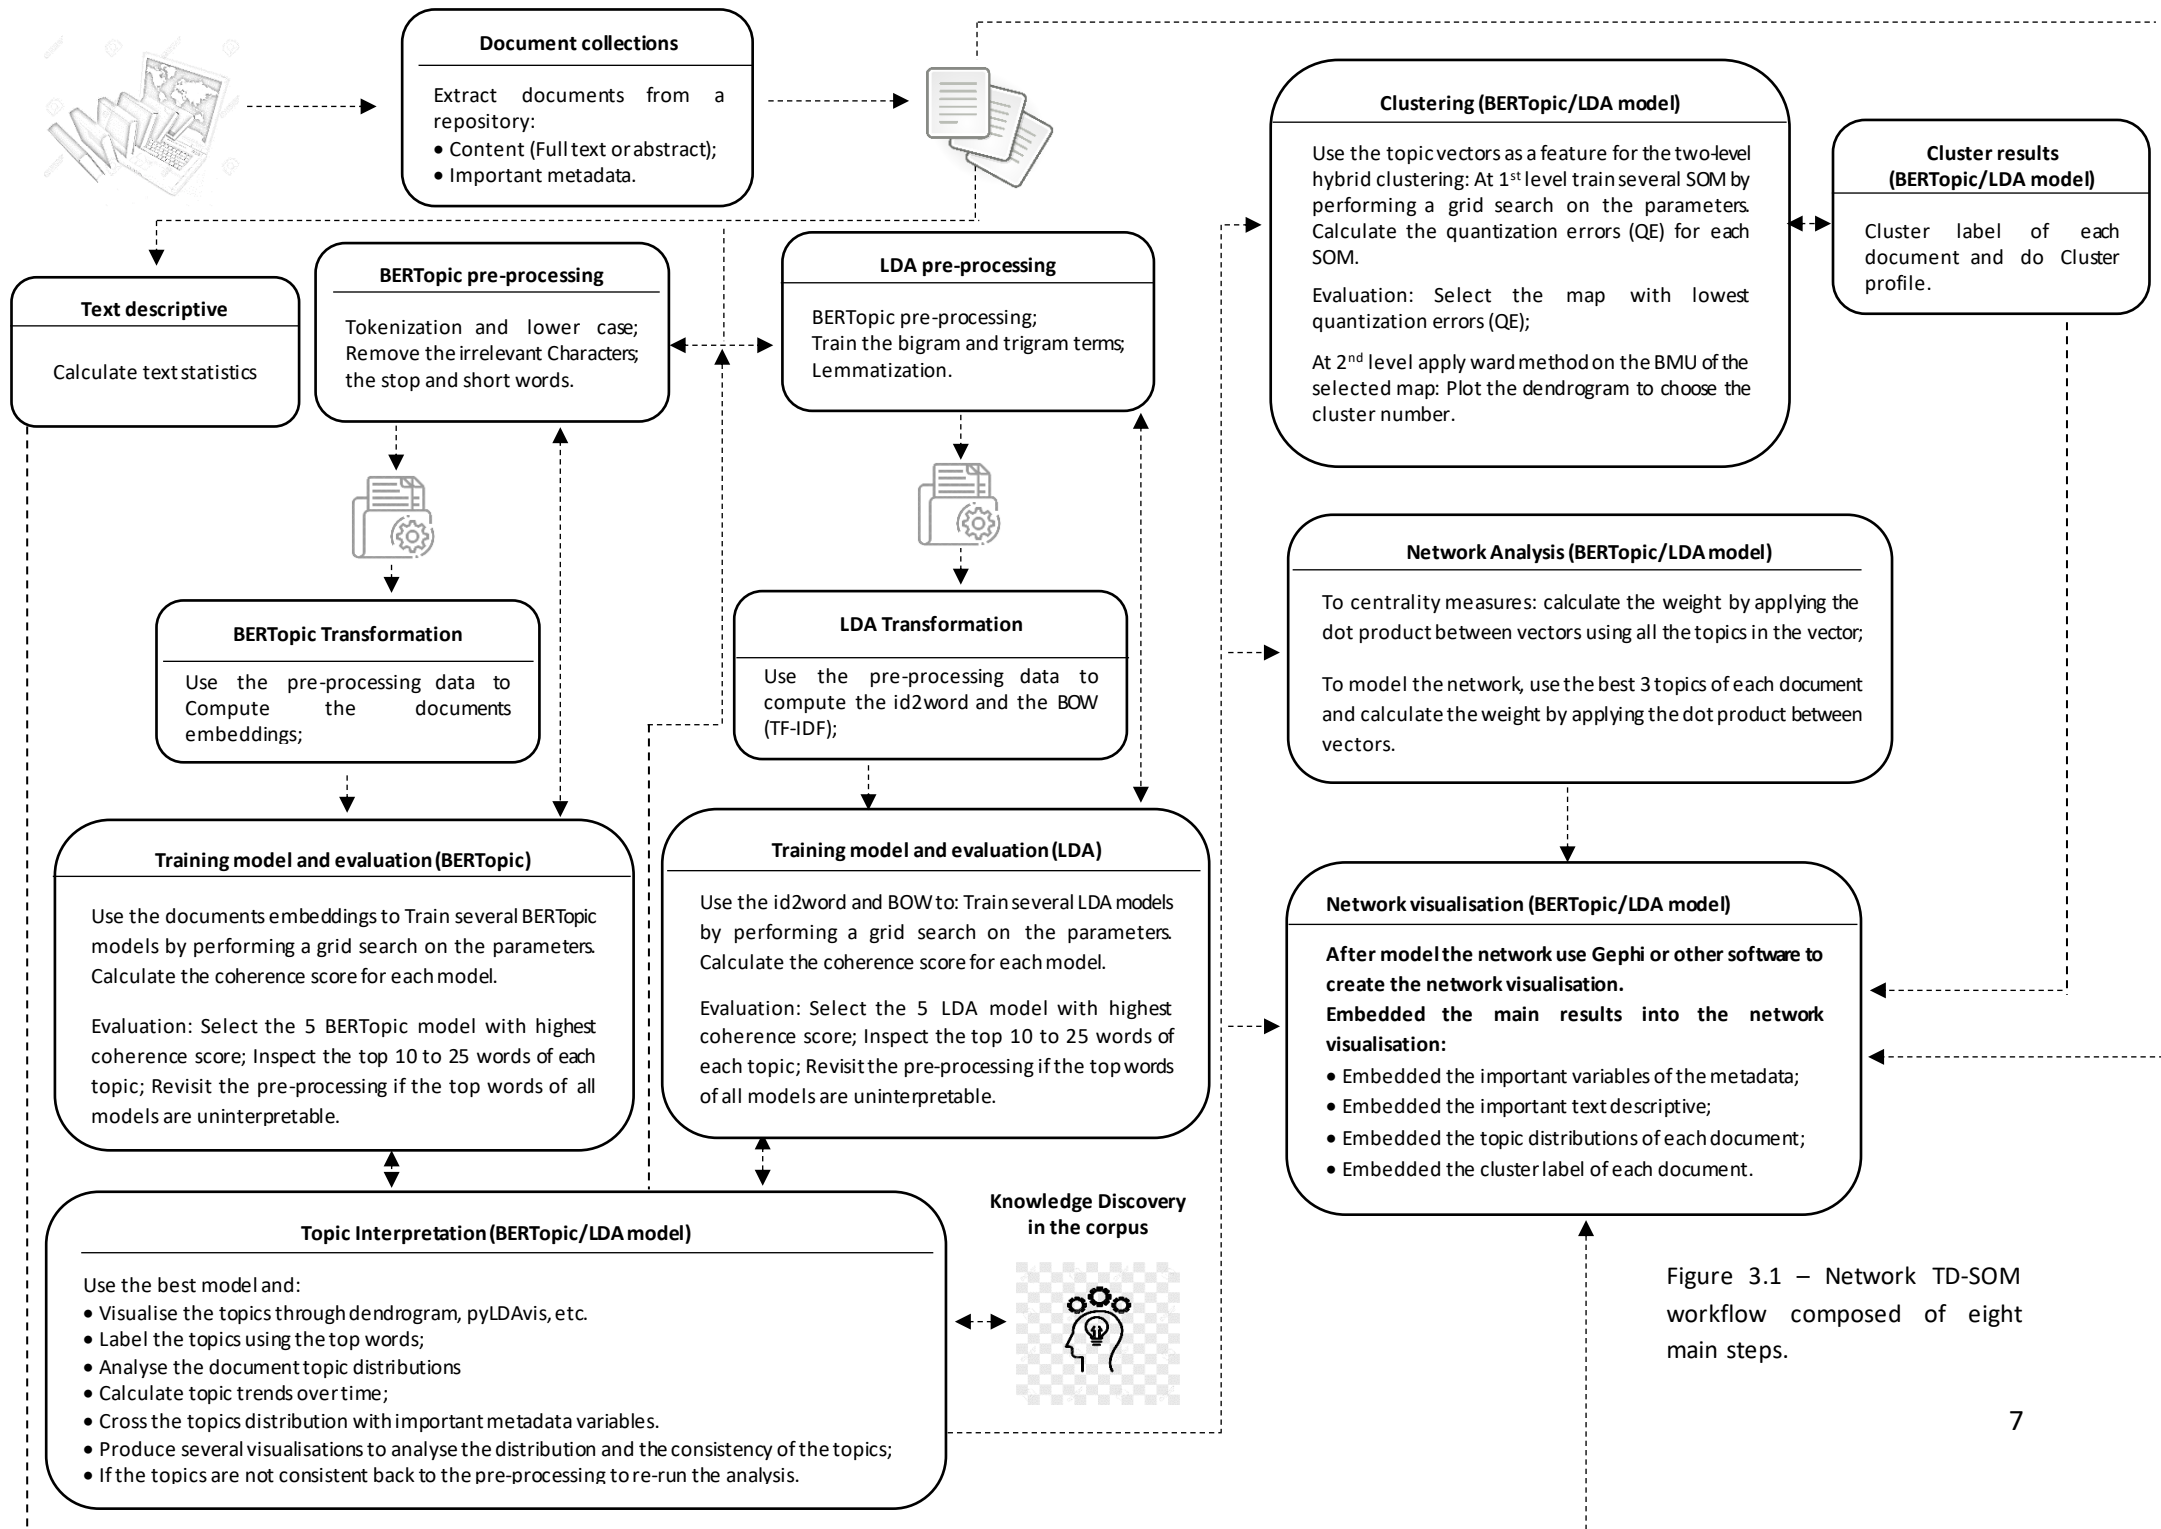 Document collections
Extract documents from a
repository:
• Content (Full text or abstract);
• Important metadata.
Text descriptive
Calculate text statistics
BERTopic pre-processing
Tokenization and lower case;
Remove the irrelevant Characters;
the stop and short words.
LDA pre-processing
BERTopic pre-processing;
Train the bigram and trigram terms;
Lemmatization.
BERTopic Transformation
Use the pre-processing data to
Compute the documents
embeddings;
LDA Transformation
Use the pre-processing data to
compute the id2word and the BOW
(TF-IDF);
Training model and evaluation (BERTopic)
Use the documents embeddings to Train several BERTopic
models by performing a grid search on the parameters.
Calculate the coherence score for each model.
Evaluation: Select the 5 BERTopic model with highest
coherence score; Inspect the top 10 to 25 words of each
topic; Revisit the pre-processing if the top words of all
models are uninterpretable.
Training model and evaluation (LDA)
Use the id2word and BOW to: Train several LDA models
by performing a grid search on the parameters.
Calculate the coherence score for each model.
Evaluation: Select the 5 LDA model with highest
coherence score; Inspect the top 10 to 25 words of
each topic; Revisit the pre-processing if the top words
of all models are uninterpretable.
Topic Interpretation (BERTopic/LDA model)
Use the best model and:
• Visualise the topics through dendrogram, pyLDAvis, etc.
• Label the topics using the top words;
• Analyse the document topic distributions
• Calculate topic trends over time;
• Cross the topics distribution with important metadata variables.
• Produce several visualisations to analyse the distribution and the consistency of the topics;
• If the topics are not consistent back to the pre-processing to re-run the analysis.
Knowledge Discovery
in the corpus
Clustering (BERTopic/LDA model)
Use the topic vectors as a feature for the two-level
hybrid clustering: At 1st level train several SOM by
performing a grid search on the parameters.
Calculate the quantization errors (QE) for each
SOM.
Evaluation: Select the map with lowest
quantization errors (QE);
At 2nd level apply ward method on the BMU of the
selected map: Plot the dendrogram to choose the
cluster number.
Cluster results
(BERTopic/LDA model)
Cluster label of each
document and do Cluster
profile.
Network Analysis (BERTopic/LDA model)
To centrality measures: calculate the weight by applying the
dot product between vectors using all the topics in the vector;
To model the network, use the best 3 topics of each document
and calculate the weight by applying the dot product between
vectors.
Network visualisation (BERTopic/LDA model)
After model the network use Gephi or other software to
create the network visualisation.
Embedded the main results into the network
visualisation:
• Embedded the important variables of the metadata;
• Embedded the important text descriptive;
• Embedded the topic distributions of each document;
• Embedded the cluster label of each document.
Figure 3.1 – Network TD-SOM
workflow composed of eight
main steps.
7